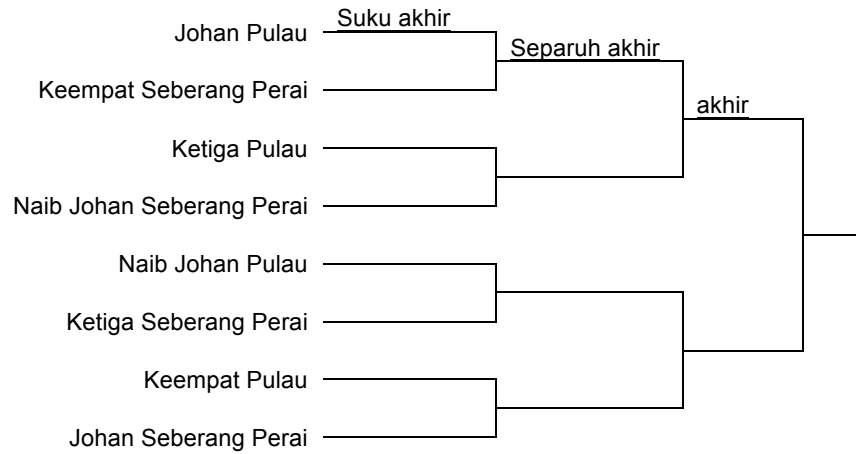 Johan Pulau
Suku akhir
Separuh akhir
Keempat Seberang Perai
akhir
Ketiga Pulau
Naib Johan Seberang Perai
Naib Johan Pulau
Ketiga Seberang Perai
Keempat Pulau
Johan Seberang Perai